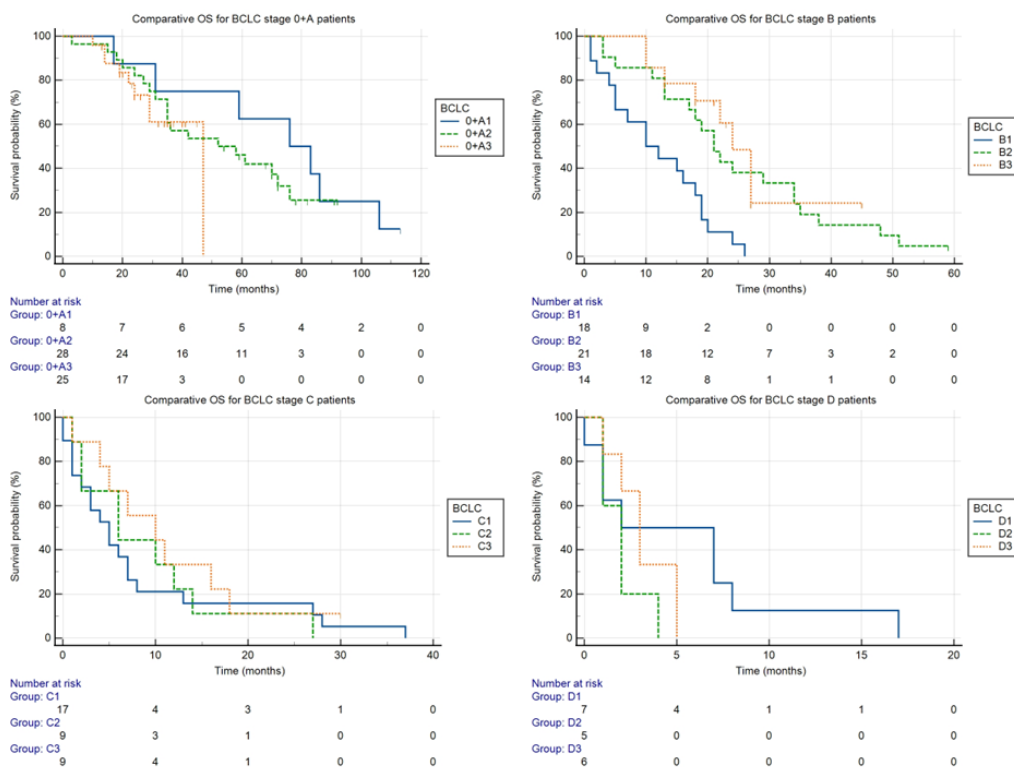 Comparative OS for BCLC stage 0+A patients
Survival probability (%)
100
80
60
40
20
0
0 20 40 60 80 100 120
Time (months)
BCLC
0+A1
0+A2
0+A3
Number at risk
Group: 0+A1
8 7 6 5 4 2 0
Group: 0+A2
28 24 16 11 3 0 0
Group: 0+A3
25 17 3 0 0 0 0
Comparative OS for BCLC stage B patients
Survival probability (%)
100
80
60
40
20
0
0 10 20 30 40 50 60
Time (months)
BCLC
B1
B2
B3
Number at risk
Group: B1
18 9 2 0 0 0 0
Group: B2
21 18 12 7 3 2 0
Group: B3
14 12 8 1 1 0 0
Comparative OS for BCLC stage C patients
Survival probability (%)
100
80
60
40
20
0
0 10 20 30 40
Time (months)
BCLC
C1
C2
C3
Number at risk
Group: C1
17 4 3 1 0
Group: C2
9 3 1 0 0
Group: C3
9 4 1 0 0
Comparative OS for BCLC stage D patients
Survival probability (%)
100
80
60
40
20
0
0 5 10 15 20
Time (months)
BCLC
D1
D2
D3
Number at risk
Group: D1
7 4 1 1 0
Group: D2
5 0 0 0 0
Group: D3
6 0 0 0 0